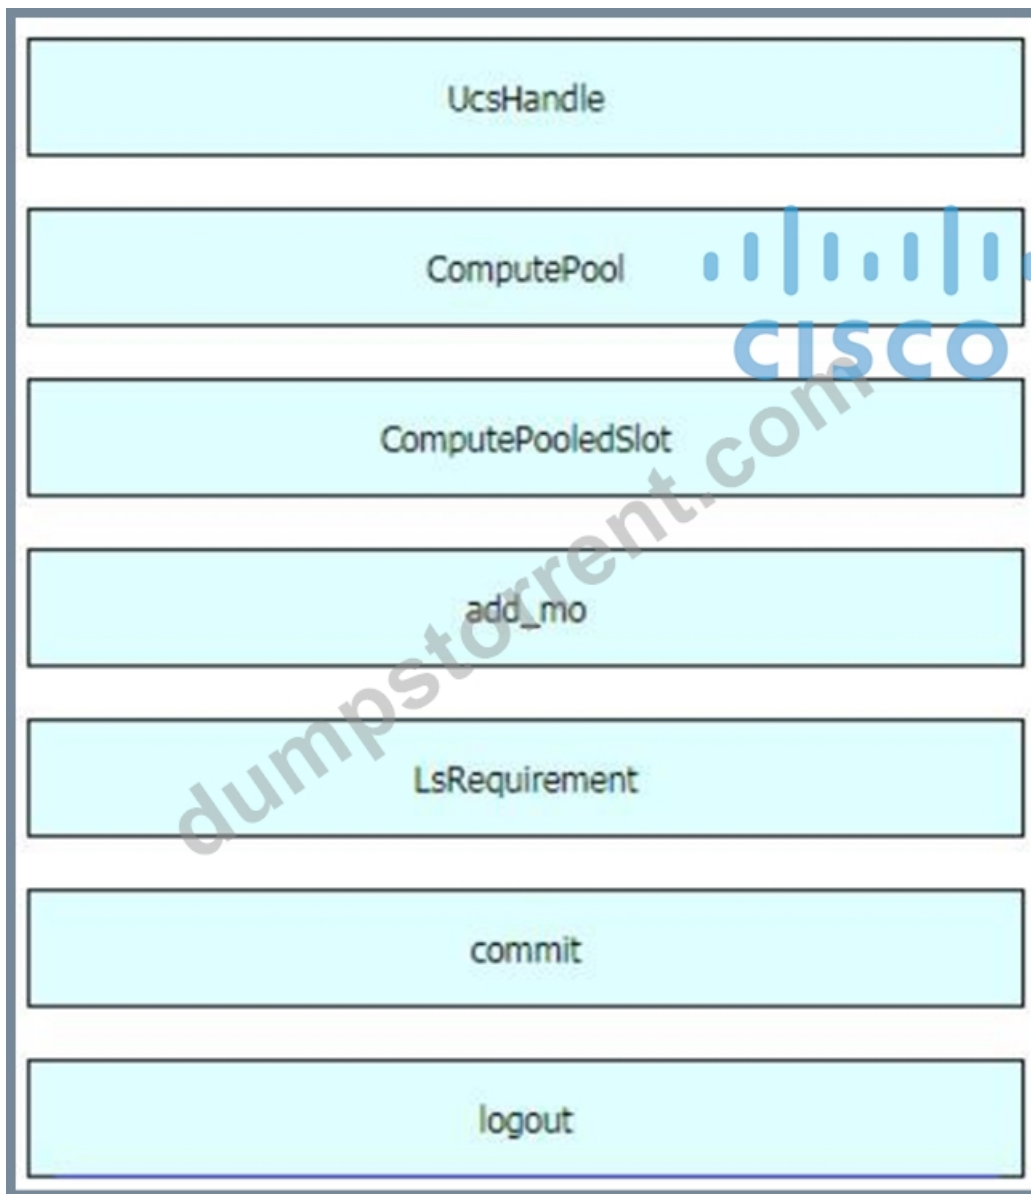 UcsHandle
ComputePool
CISCO
ComputePooledSlot
add_mo
LsRequirement
commit
logout
dumpstorrent.com